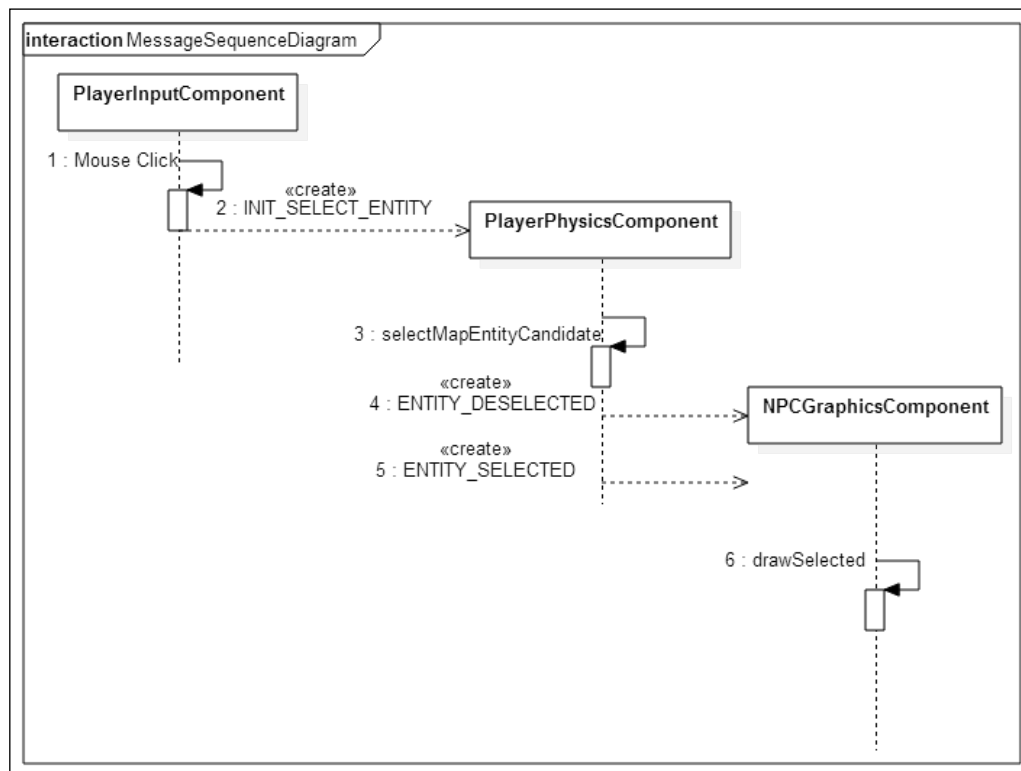 interaction MessageSequenceDiagram
PlayerInputComponent
1 : Mouse Click
«create»
2 : INIT_SELECT_ENTITY
PlayerPhysicsComponent
3 : selectMapEntityCandidate
«create»
4 : ENTITY_DESELECTED
NPCGraphicsComponent
«create»
5 : ENTITY_SELECTED
6 : drawSelected